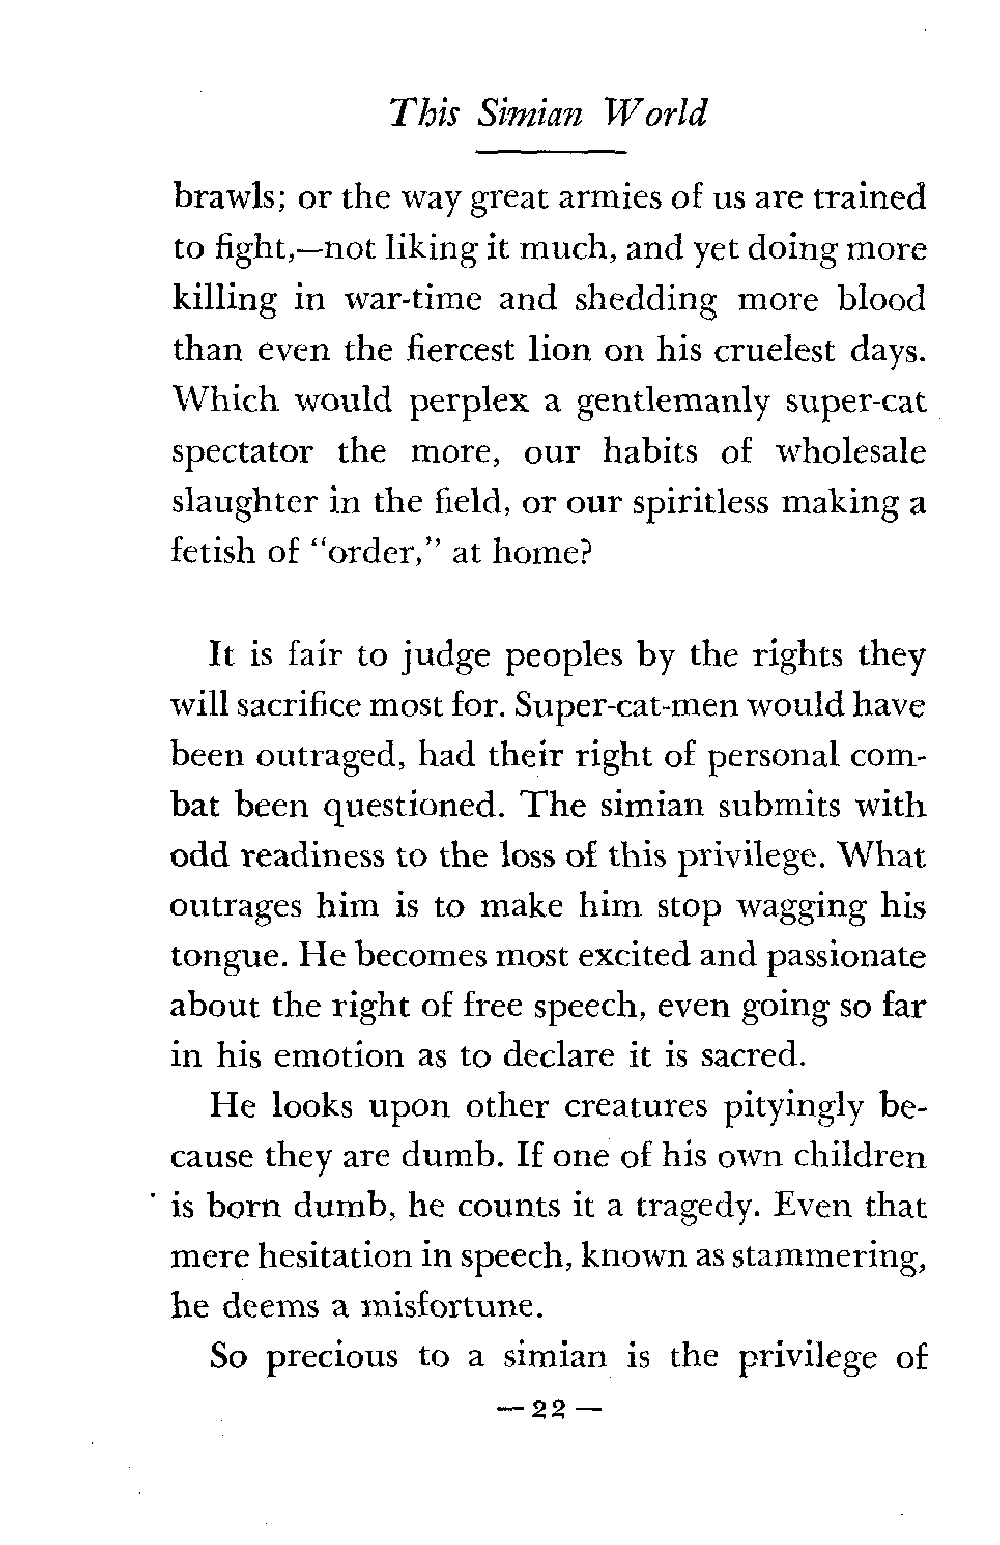 This Simian World
brawls; or the way great armies of us are trained
to fight,—not liking it much, and yet doing more
killing in war-time and shedding more blood
than even the fiercest lion on his cruelest days.
Which would perplex a gentlemanly super-cat
spectator the more, our habits of wholesale
slaughter in the field, or our spiritless making a
fetish of “order,” at home?
It is fair to judge peoples by the rights they
will sacrifice most for. Super-cat-men would have
been outraged, had their right of personal com-
bat been questioned. The simian submits with
odd readiness to the loss of this privilege. What
outrages him is to make him stop wagging his
tongue. He becomes most excited and passionate
about the right of free speech, even going so far
in his emotion as to declare it is sacred.
He looks upon other creatures pityingly be-
cause they are dumb. If one of his own children
is born dumb, he counts it a tragedy. Even that
mere hesitation in speech, known as stammering,
he deems a misfortune.
So precious to a simian is the privilege of
— 22 —